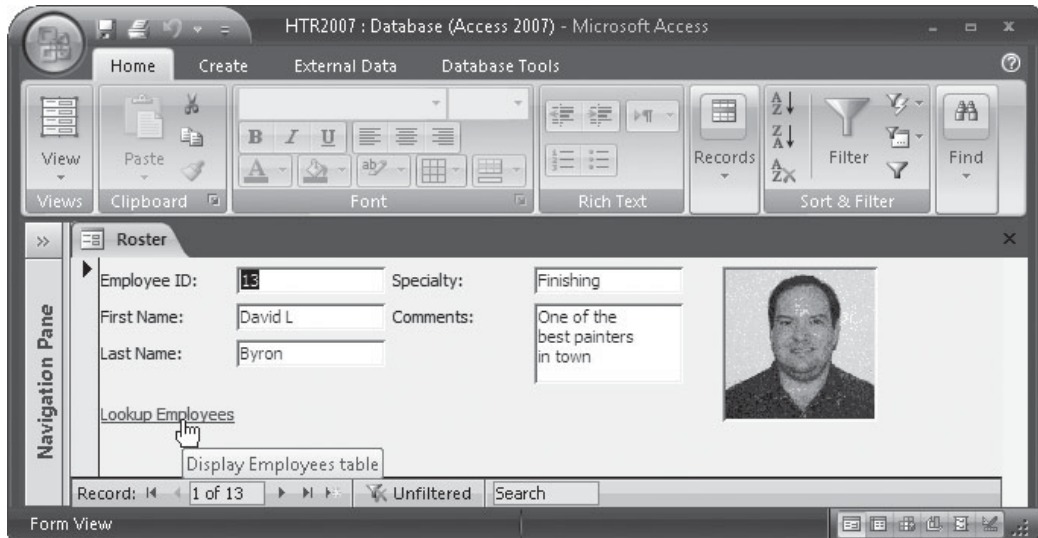 HTR2007 : Database (Access 2007) - Microsoft Access
Home Create External Data Database Tools
View
Paste
B I U
Records
Filter
Find
Views
Clipboard
Font
Rich Text
Sort & Filter
Roster
Navigation Pane
Employee ID: 13
Specialty: Finishing
First Name: David L
Comments: One of the
best painters
in town
Last Name: Byron
Lookup Employees
Display Employees table
Record: 1 of 13 Unfiltered Search
Form View